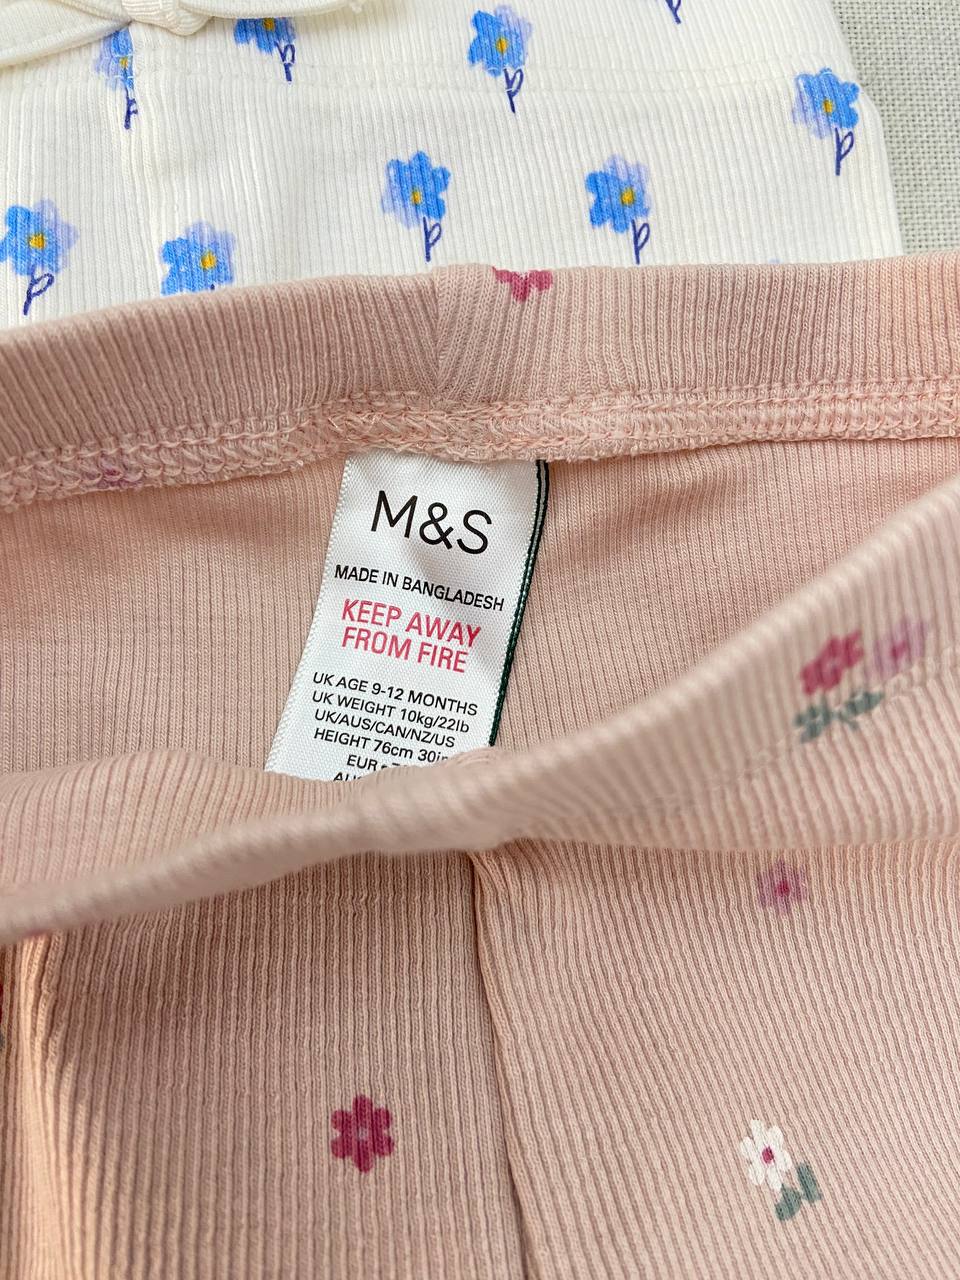 M&S
MADE IN BANGLADESH
KEEP AWAY
FROM FIRE
UK AGE 9-12 MONTHS
UK WEIGHT 10kg/22lb
UK/AUS/CAN/NZ/US
HEIGHT 76cm 30in
EUR